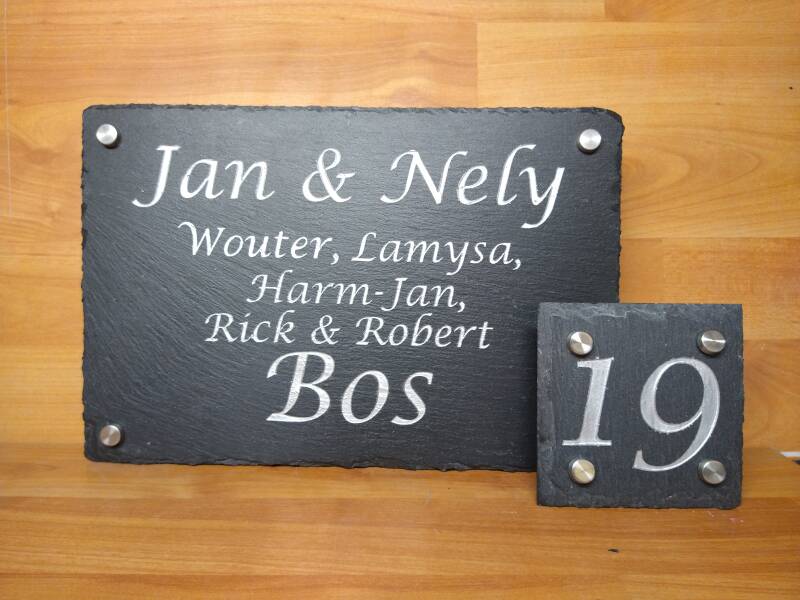 Jan & Nely
Wouter, Lamysa,
Harm-Jan,
Rick & Robert
Bos
19